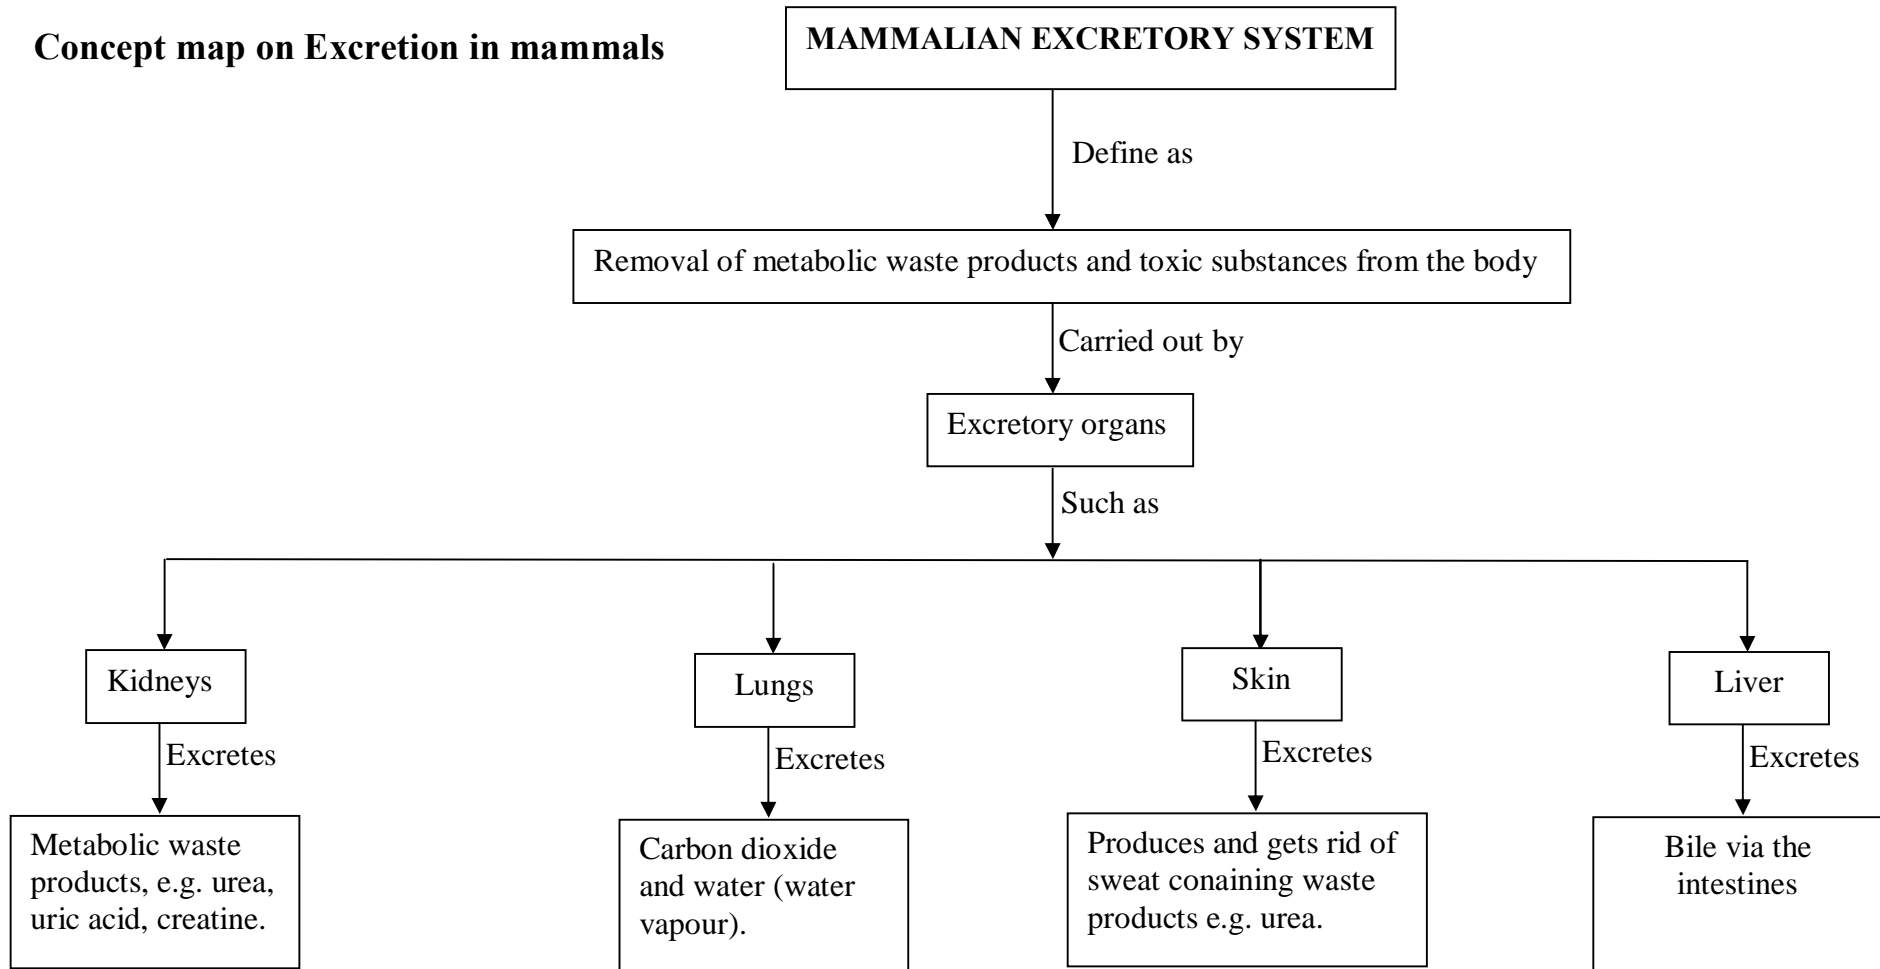 Concept map on Excretion in mammals
MAMMALIAN EXCRETORY SYSTEM
Define as
Removal of metabolic waste products and toxic substances from the body
Carried out by
Excretory organs
Such as
Kidneys
Lungs
Skin
Liver
Excretes
Excretes
Excretes
Excretes
Metabolic waste
products, e.g. urea,
uric acid, creatine.
Carbon dioxide
and water (water
vapour).
Produces and gets rid of
sweat conaining waste
products e.g. urea.
Bile via the
intestines